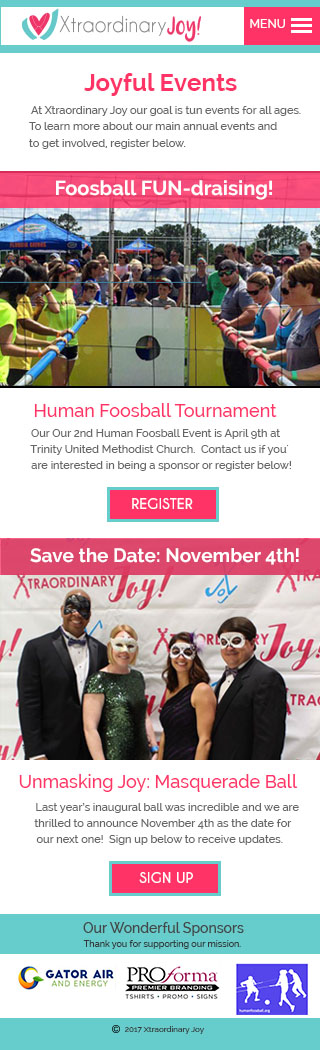 Xtraordinary Joy!
MENU
Joyful Events
At Xtraordinary Joy our goal is tun events for all ages.
To learn more about our main annual events and
to get involved, register below.
Foosball FUN-draising!
Human Foosball Tournament
Our Our 2nd Human Foosball Event is April 9th at
Trinity United Methodist Church. Contact us if you'
are interested in being a sponsor or register below!
REGISTER
Save the Date: November 4th!
XTRAORDINARY Joy!
Joy!
Unmasking Joy: Masquerade Ball
Last year's inaugural ball was incredible and we are
thrilled to announce November 4th as the date for
our next one! Sign up below to receive updates.
SIGN UP
Our Wonderful Sponsors
Thank you for supporting our mission.
GATOR AIR
AND ENERGY
PROforma
PREMIER BRANDING
TSHIRTS • PROMO • SIGNS
humanfoosball.org
© 2017 Xtraordinary Joy